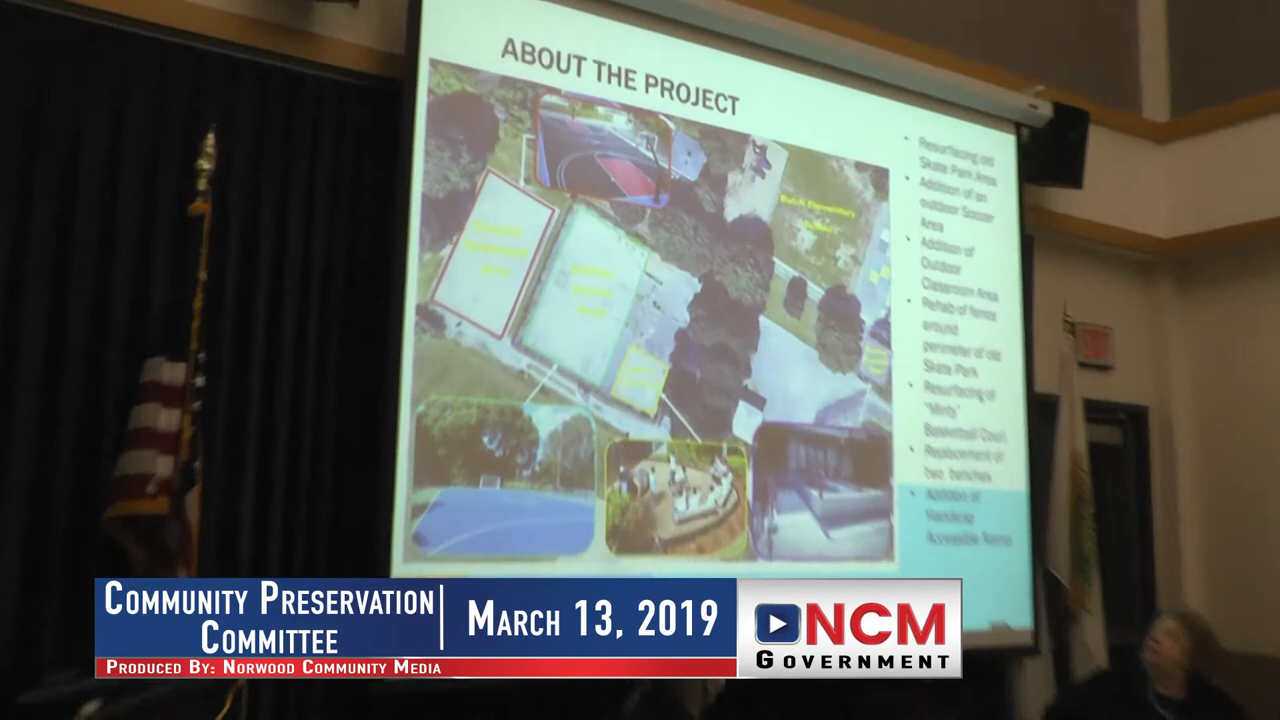 ABOUT THE PROJECT
• Resurfacing old
Skate Park Area
• Addition of an
outdoor Soccer
Area
• Addition of
Outdoor
Classroom Area
• Rehab of fence
around
perimeter of old
Skate Park
• Resurfacing of
Basketball Court
• Replacement of
two benches
• Addition of
Handicap
Accessible Ramp
COMMUNITY PRESERVATION
COMMITTEE
MARCH 13, 2019
NCM
GOVERNMENT
PRODUCED BY: NORWOOD COMMUNITY MEDIA